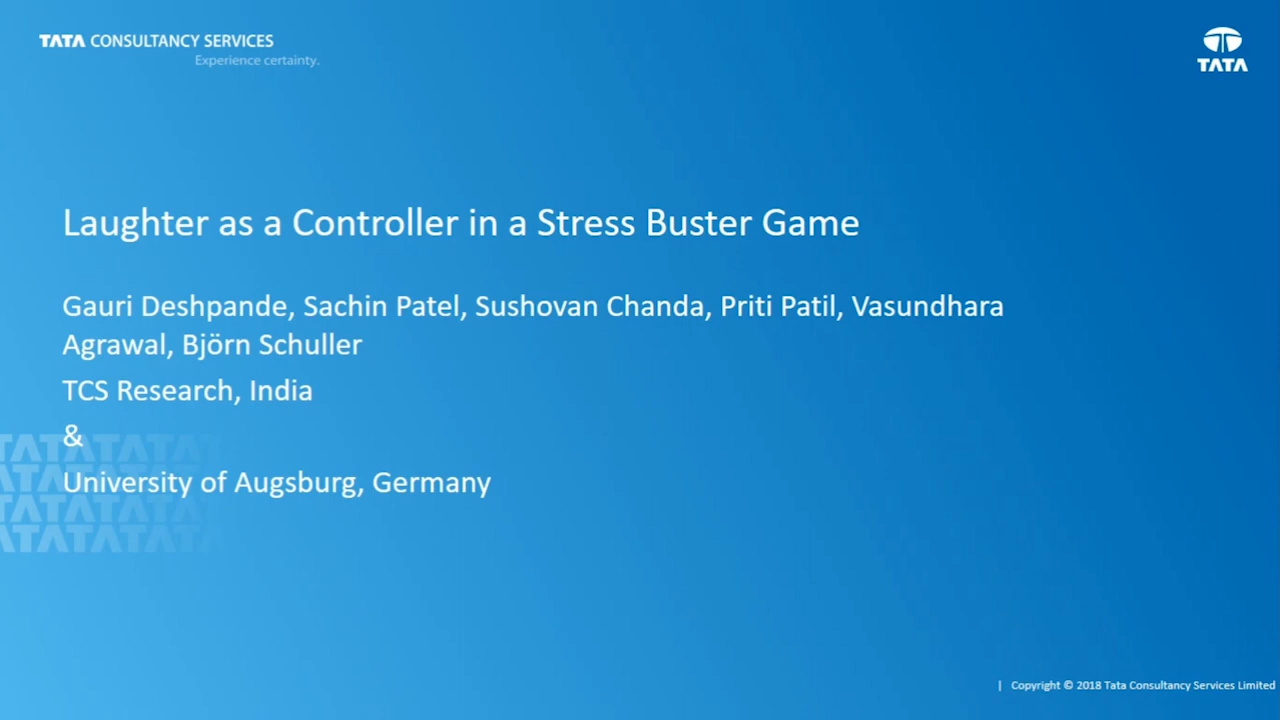 TATA CONSULTANCY SERVICES
Experience certainty.
TATA
Laughter as a Controller in a Stress Buster Game
Gauri Deshpande, Sachin Patel, Sushovan Chanda, Priti Patil, Vasundhara
Agrawal, Björn Schuller
TCS Research, India
&
University of Augsburg, Germany
| Copyright © 2018 Tata Consultancy Services Limited